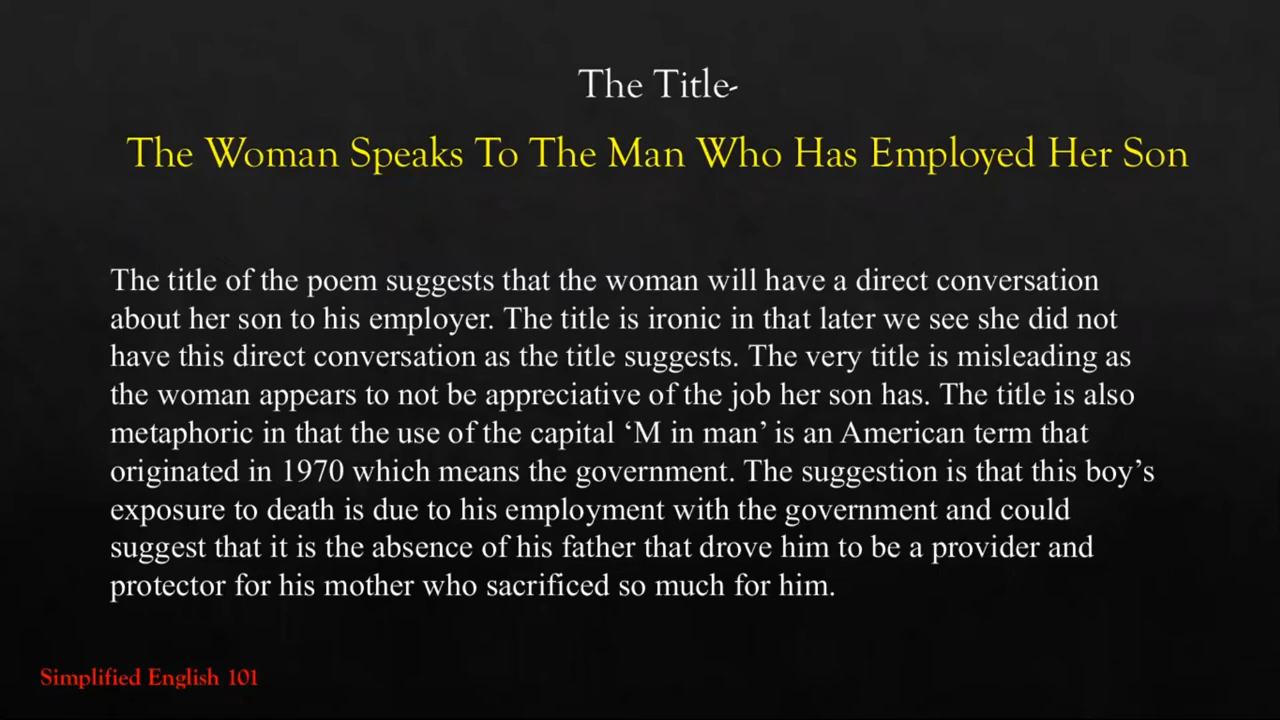 The Title-
The Woman Speaks To The Man Who Has Employed Her Son
The title of the poem suggests that the woman will have a direct conversation
about her son to his employer. The title is ironic in that later we see she did not
have this direct conversation as the title suggests. The very title is misleading as
the woman appears to not be appreciative of the job her son has. The title is also
metaphoric in that the use of the capital ‘M in man’ is an American term that
originated in 1970 which means the government. The suggestion is that this boy’s
exposure to death is due to his employment with the government and could
suggest that it is the absence of his father that drove him to be a provider and
protector for his mother who sacrificed so much for him.
Simplified English 101